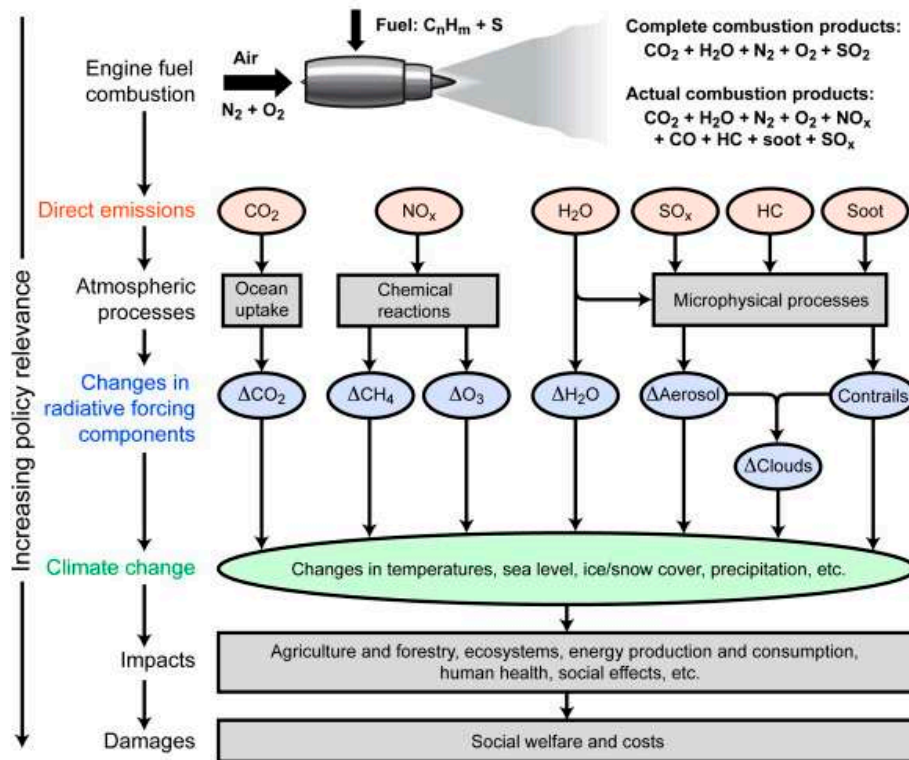 Increasing policy relevance
Fuel: CₙHₘ + S
Air
N₂ + O₂
Complete combustion products:
CO₂ + H₂O + N₂ + O₂ + SO₂
Actual combustion products:
CO₂ + H₂O + N₂ + O₂ + NOₓ
+ CO + HC + soot + SOₓ
Engine fuel
combustion
Direct emissions
CO₂
NOₓ
H₂O
SOₓ
HC
Soot
Atmospheric
processes
Ocean
uptake
Chemical
reactions
Microphysical processes
Changes in
radiative forcing
components
ΔCO₂
ΔCH₄
ΔO₃
ΔH₂O
ΔAerosol
Contrails
ΔClouds
Climate change
Changes in temperatures, sea level, ice/snow cover, precipitation, etc.
Impacts
Agriculture and forestry, ecosystems, energy production and consumption,
human health, social effects, etc.
Damages
Social welfare and costs